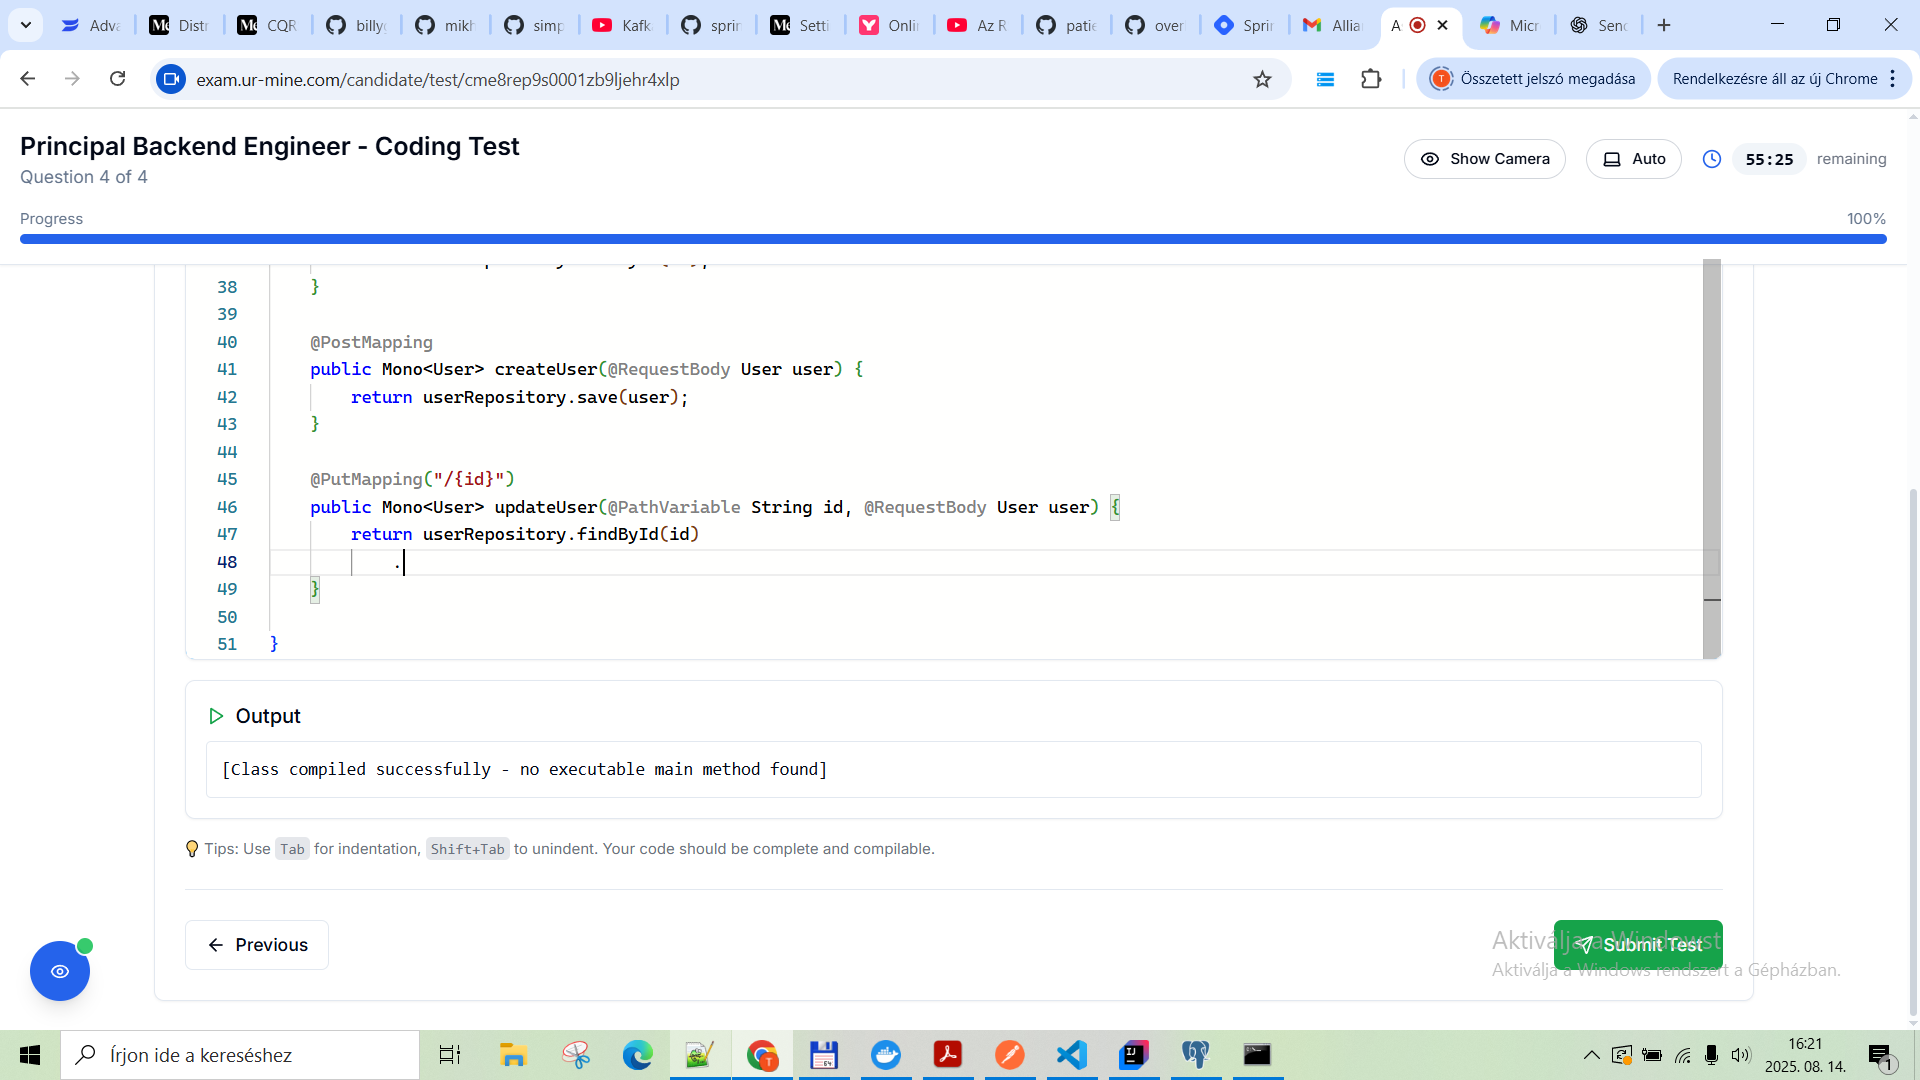 Adva
Distr
CQR
billyg
mikh
simp
Kafk
sprin
Setti
Onlin
Az R
patie
over
Sprin
Allia
A
Micr
Send
exam.ur-mine.com/candidate/test/cme8rep9s0001zb9ljehr4xlp
Összetett jelszó megadása
Rendelkezésre áll az új Chrome
Principal Backend Engineer - Coding Test
Question 4 of 4
Show Camera
Auto
55:25 remaining
Progress
100%
38 }
39
40 @PostMapping
41 public Mono<User> createUser(@RequestBody User user) {
42 return userRepository.save(user);
43 }
44
45 @PutMapping("/{id}")
46 public Mono<User> updateUser(@PathVariable String id, @RequestBody User user) {
47 return userRepository.findById(id)
48 .
49 }
50
51 }
Output
[Class compiled successfully - no executable main method found]
Tips: Use Tab for indentation, Shift+Tab to unindent. Your code should be complete and compilable.
Previous
Submit Test
Aktiválja a Windowst
Aktiválja a Windows rendszert a Gépházban.
Írjon ide a kereséshez
16:21
2025. 08. 14.
1